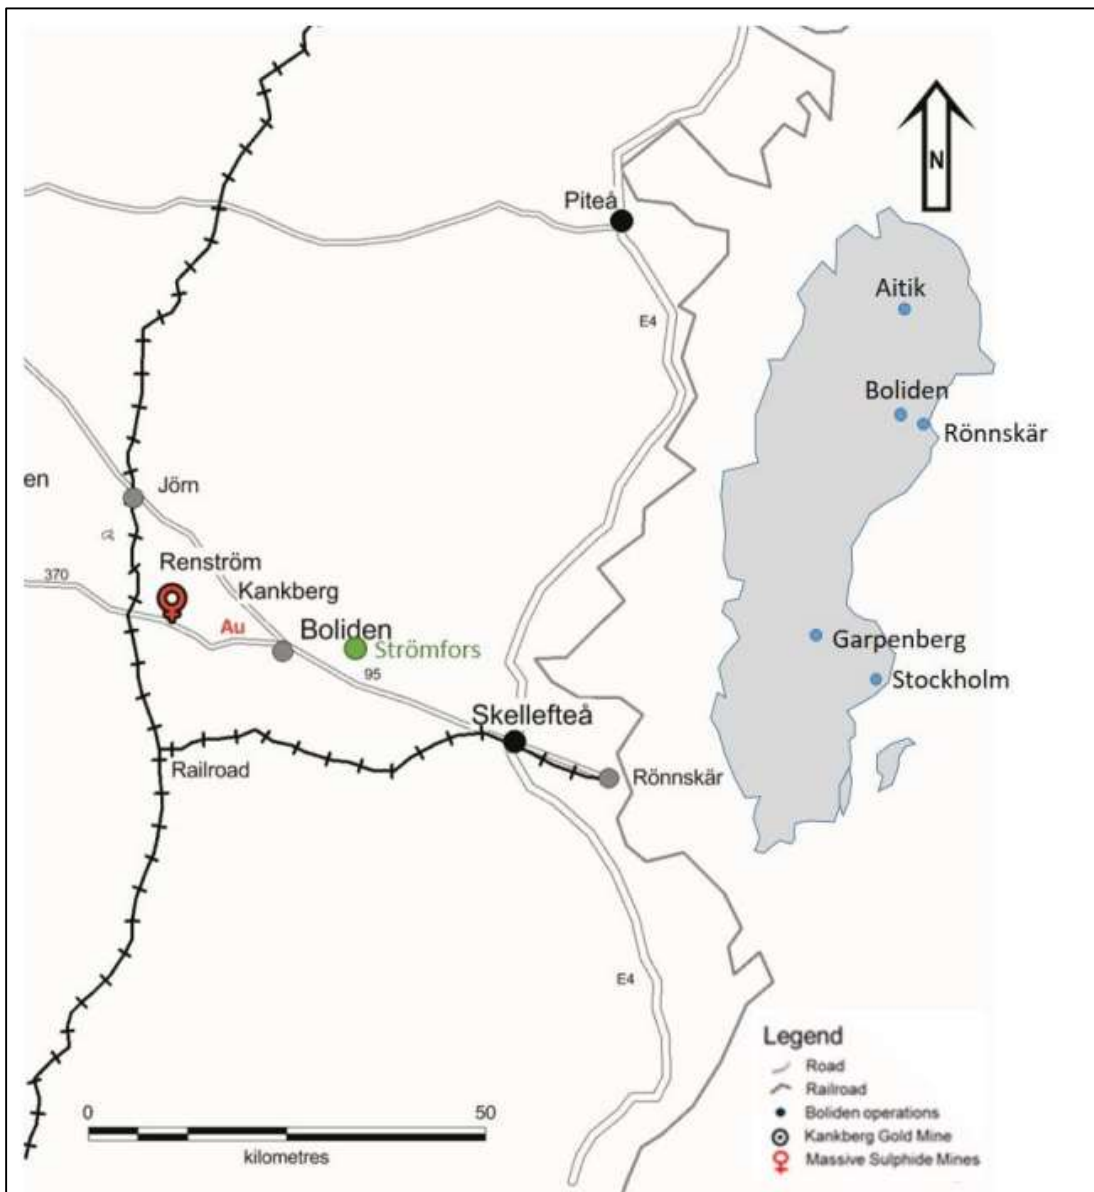 N
Piteå
Aitik
E4
Boliden
Rönnskär
en
Jörn
Renström
370
Kankberg
Au
Boliden
Strömfors
Garpenberg
95
Stockholm
Skellefteå
Railroad
Rönnskär
E4
Legend
Road
Railroad
Boliden operations
Kankberg Gold Mine
Massive Sulphide Mines
0
50
kilometres